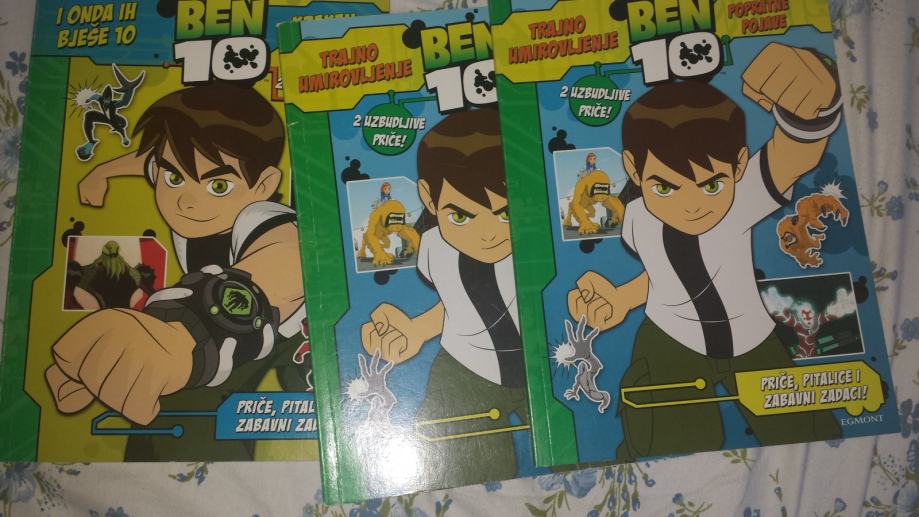 I ONDA IH
BJEŠE 10
BEN
10
PRIČE,
ZABAVNI
TRAJNO
UMIROVLJENJE
BEN
10
2 UZBUDLJIVE
PRIČE!
TRAJNO
UMIROVLJENJE
BEN
10
POPRATNE
POJAVE
2 UZBUDLJIVE
PRIČE!
PRIČE, PITALICE I
ZABAVNI ZADACI!
EGMONT